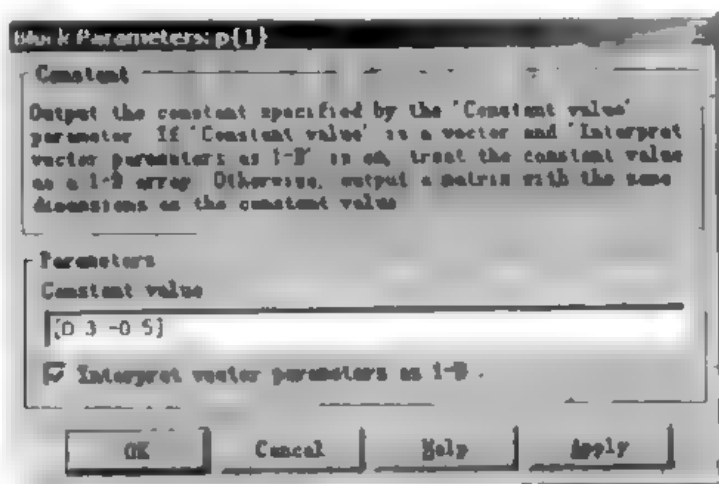 Block Parameters: p{1}
Constant
Output the constant specified by the 'Constant value'
parameter. If 'Constant value' is a vector and 'Interpret
vector parameters as 1-D' is on, treat the constant value
as a 1-D array. Otherwise, output a matrix with the same
dimensions as the constant value
Parameters
Constant value
[0 3 -0 5]
Interpret vector parameters as 1-D.
OK
Cancel
Help
Apply